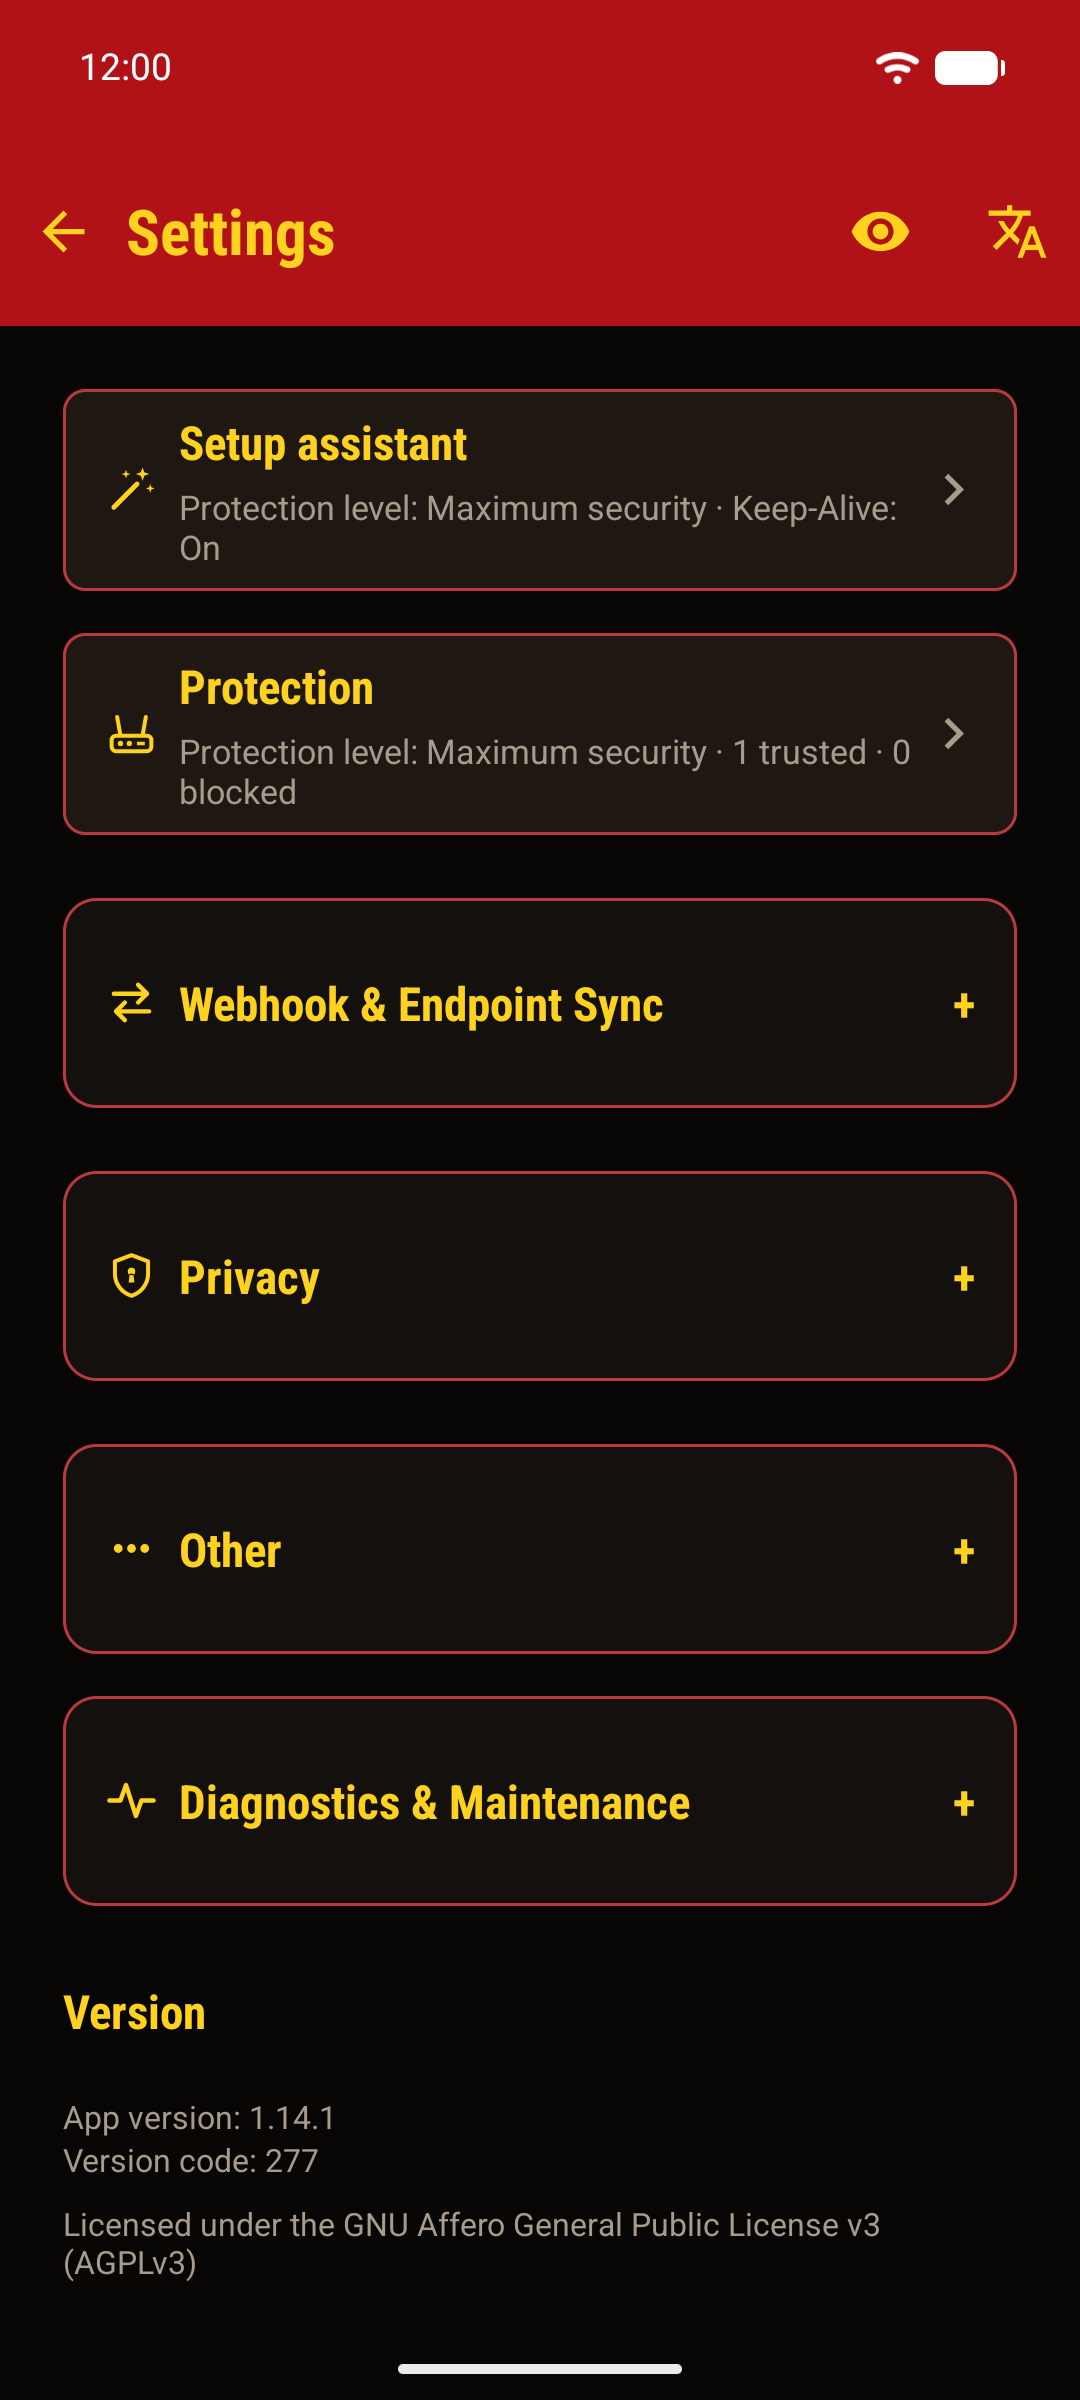 12:00
Settings
Setup assistant
Protection level: Maximum security · Keep-Alive:
On
Protection
Protection level: Maximum security · 1 trusted · 0
blocked
Webhook & Endpoint Sync
+
Privacy
+
Other
+
Diagnostics & Maintenance
+
Version
App version: 1.14.1
Version code: 277
Licensed under the GNU Affero General Public License v3
(AGPLv3)